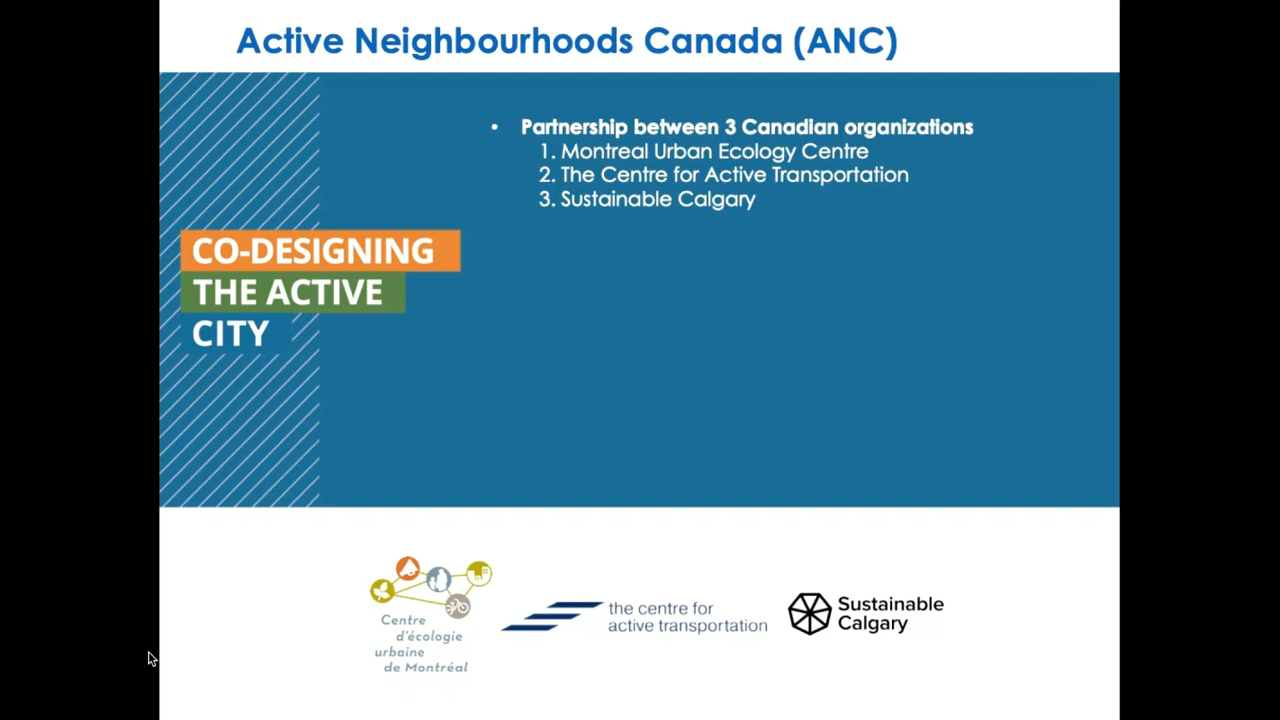 Active Neighbourhoods Canada (ANC)
• Partnership between 3 Canadian organizations
1. Montreal Urban Ecology Centre
2. The Centre for Active Transportation
3. Sustainable Calgary
CO-DESIGNING
THE ACTIVE
CITY
Centre
d'écologie
urbaine
de Montréal
the centre for
active transportation
Sustainable
Calgary